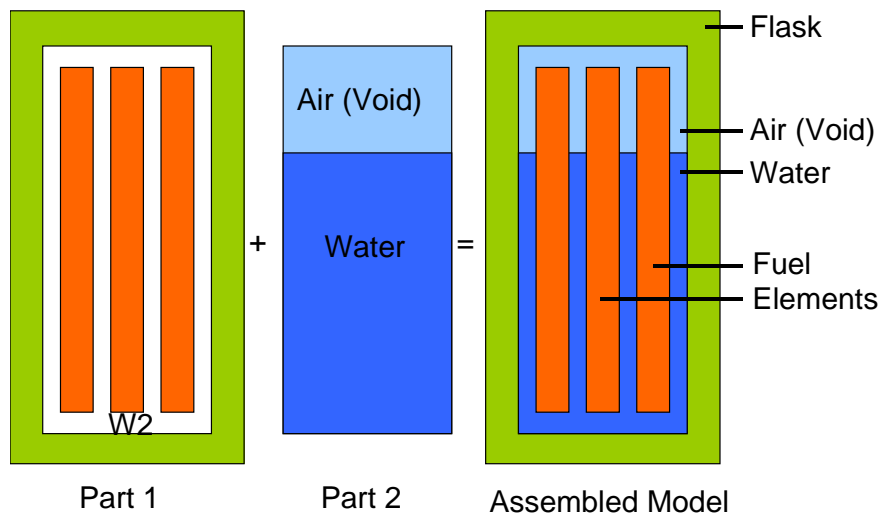 Flask
Air (Void)
Air (Void)
Water
Water
+
=
Fuel
Elements
W2
Part 1
Part 2
Assembled Model